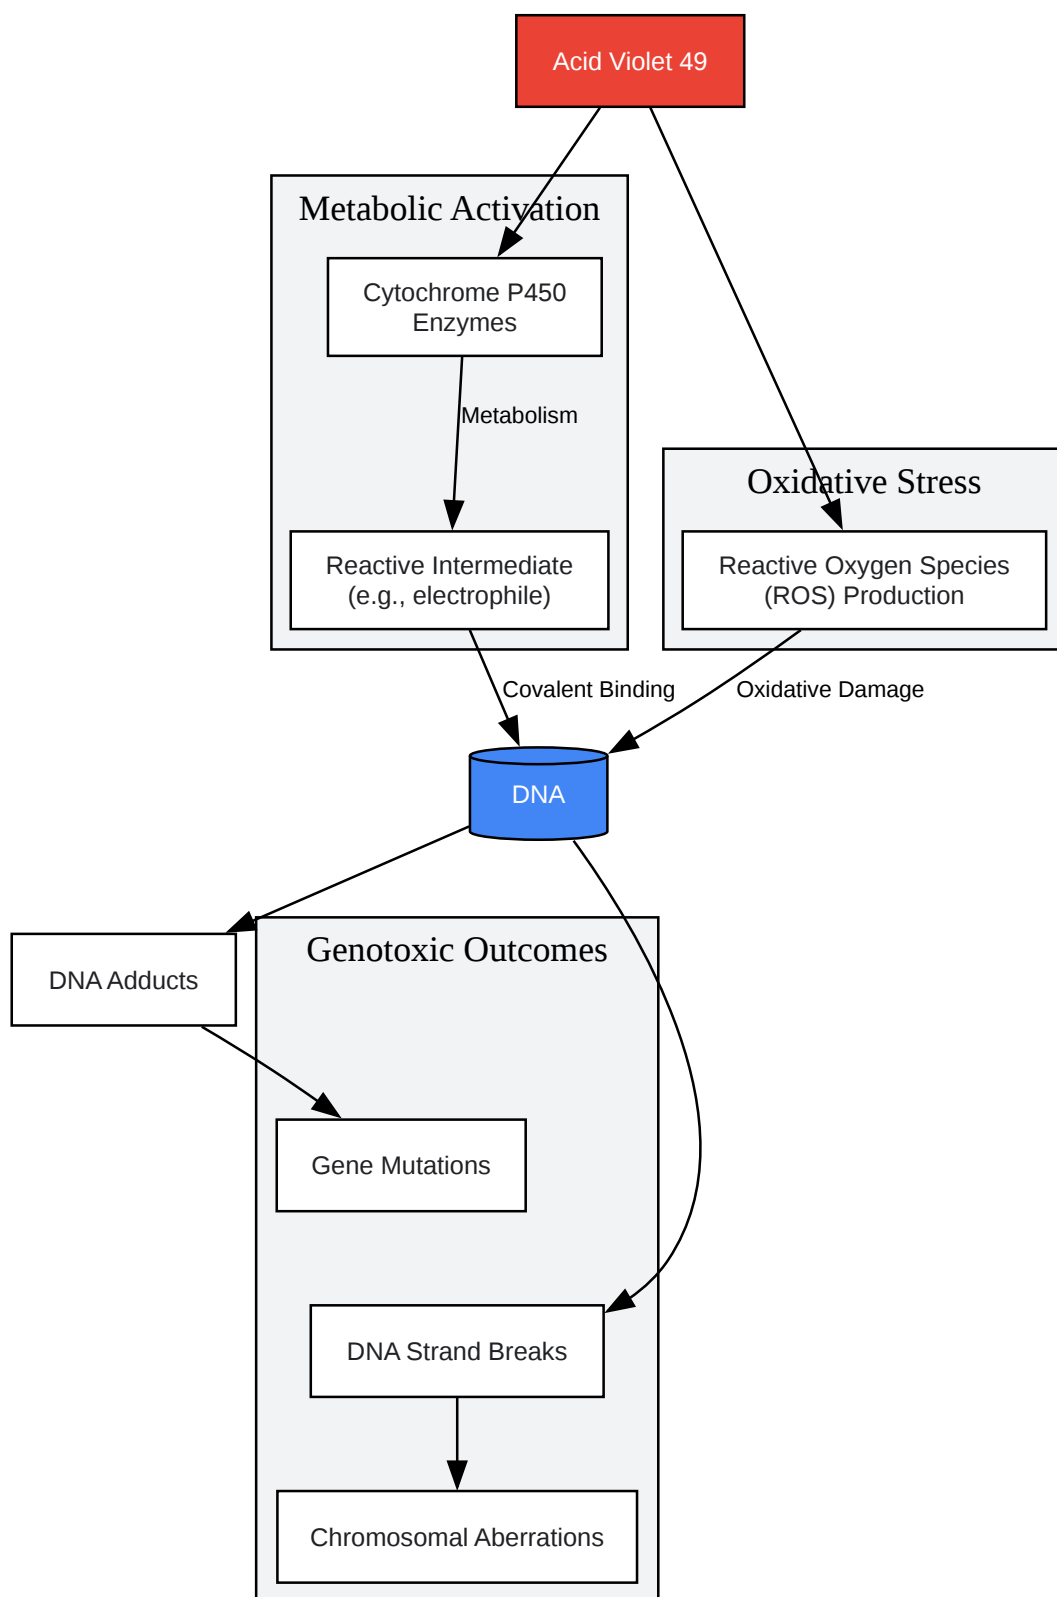 Acid Violet 49
Metabolic Activation
Cytochrome P450
Enzymes
Metabolism
Oxidative Stress
Reactive Intermediate
(e.g., electrophile)
Reactive Oxygen Species
(ROS) Production
Covalent Binding
Oxidative Damage
DNA
Genotoxic Outcomes
DNA Adducts
Gene Mutations
DNA Strand Breaks
Chromosomal Aberrations